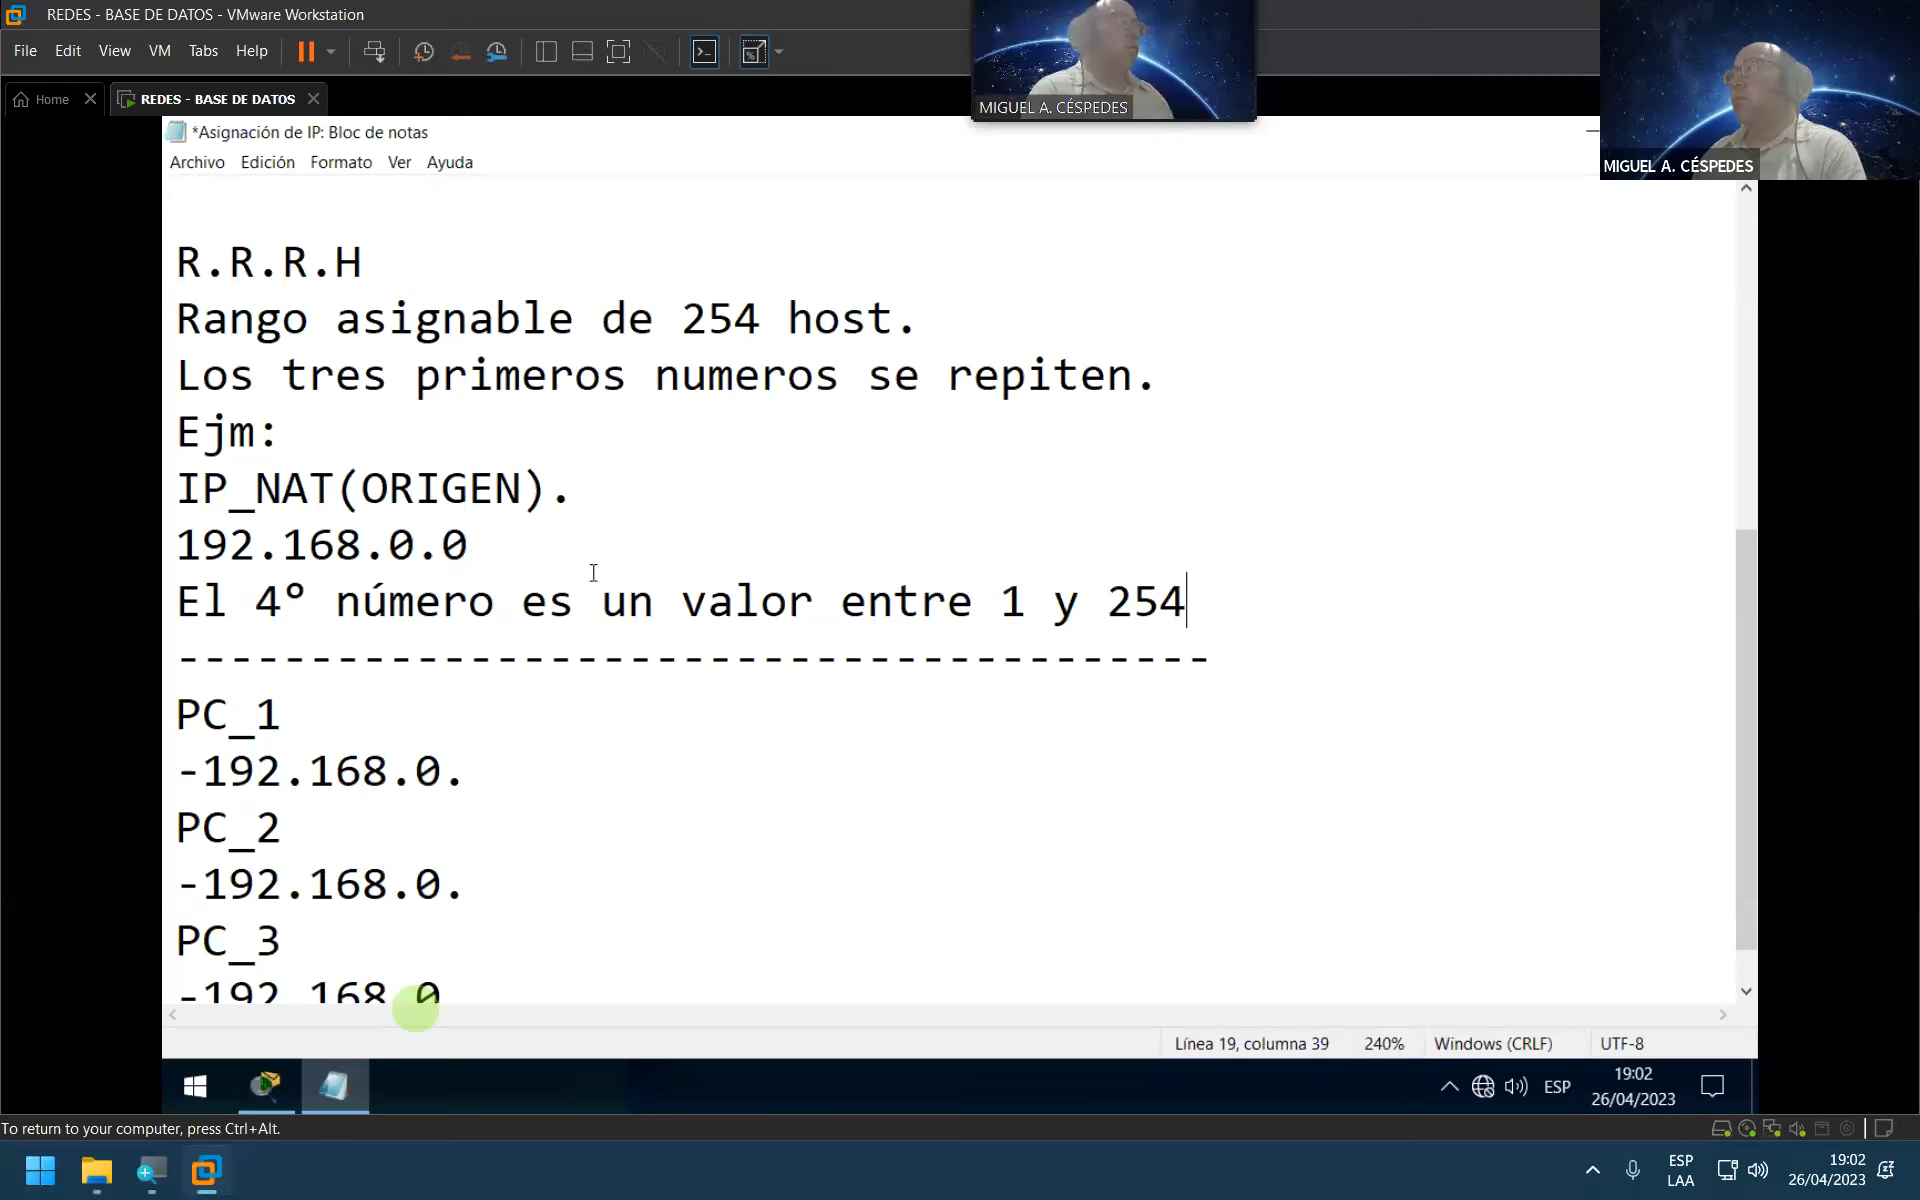 REDES - BASE DE DATOS - VMware Workstation
File Edit View VM Tabs Help
Home
REDES - BASE DE DATOS
MIGUEL A. CÉSPEDES
MIGUEL A. CÉSPEDES
*Asignación de IP: Bloc de notas
Archivo Edición Formato Ver Ayuda
R.R.R.H
Rango asignable de 254 host.
Los tres primeros numeros se repiten.
Ejm:
IP_NAT(ORIGEN).
192.168.0.0
El 4º número es un valor entre 1 y 254
---------------------------------------
PC_1
-192.168.0.
PC_2
-192.168.0.
PC_3
-192.168.0
Línea 19, columna 39 240% Windows (CRLF) UTF-8
ESP
19:02
26/04/2023
To return to your computer, press Ctrl+Alt.
ESP
LAA
19:02
26/04/2023